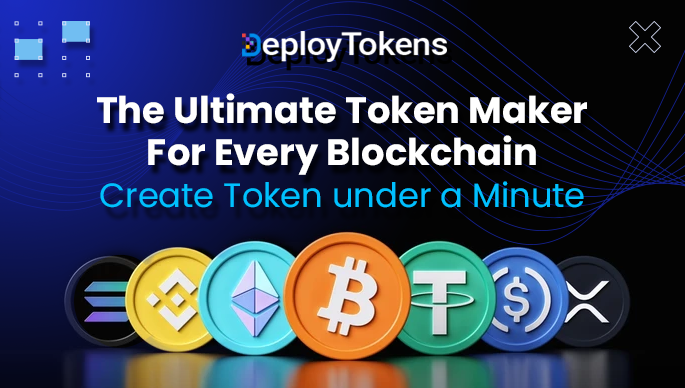 DeployTokens
The Ultimate Token Maker
For Every Blockchain
Create Token under a Minute